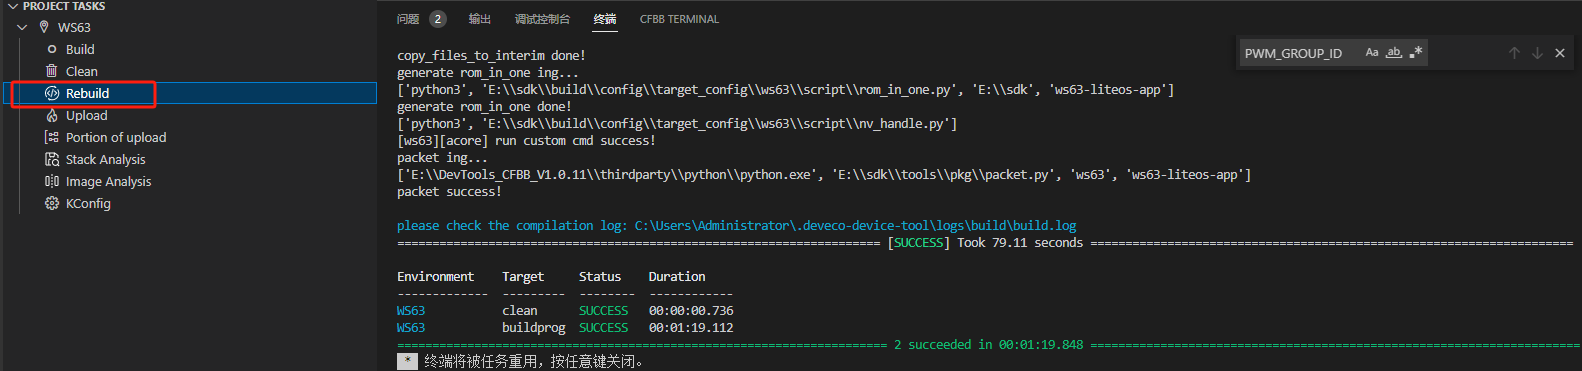 PROJECT TASKS
WS63
Build
Clean
Rebuild
Upload
Portion of upload
Stack Analysis
Image Analysis
KConfig
问题 2 输出 调试控制台 终端 CFBB TERMINAL
PWM_GROUP_ID Aa ab .*
copy_files_to_interim done!
generate rom_in_one ing...
['python3', 'E:\\sdk\\build\\config\\target_config\\ws63\\script\\rom_in_one.py', 'E:\\sdk', 'ws63-liteos-app']
generate rom_in_one done!
['python3', 'E:\\sdk\\build\\config\\target_config\\ws63\\script\\nv_handle.py']
[ws63][acore] run custom cmd success!
packet ing...
['E:\\DevTools_CFBB_V1.0.11\\thirdparty\\python\\python.exe', 'E:\\sdk\\tools\\pkg\\packet.py', 'ws63', 'ws63-liteos-app']
packet success!
please check the compilation log: C:\Users\Administrator\.deveco-device-tool\logs\build\build.log
===================================================================== [SUCCESS] Took 79.11 seconds =====================================================================
Environment Target Status Duration
------------- --------- -------- ------------
WS63 clean SUCCESS 00:00:00.736
WS63 buildprog SUCCESS 00:01:19.112
====================================================================== 2 succeeded in 00:01:19.848 ======================================================================
* 终端将被任务重用，按任意键关闭。